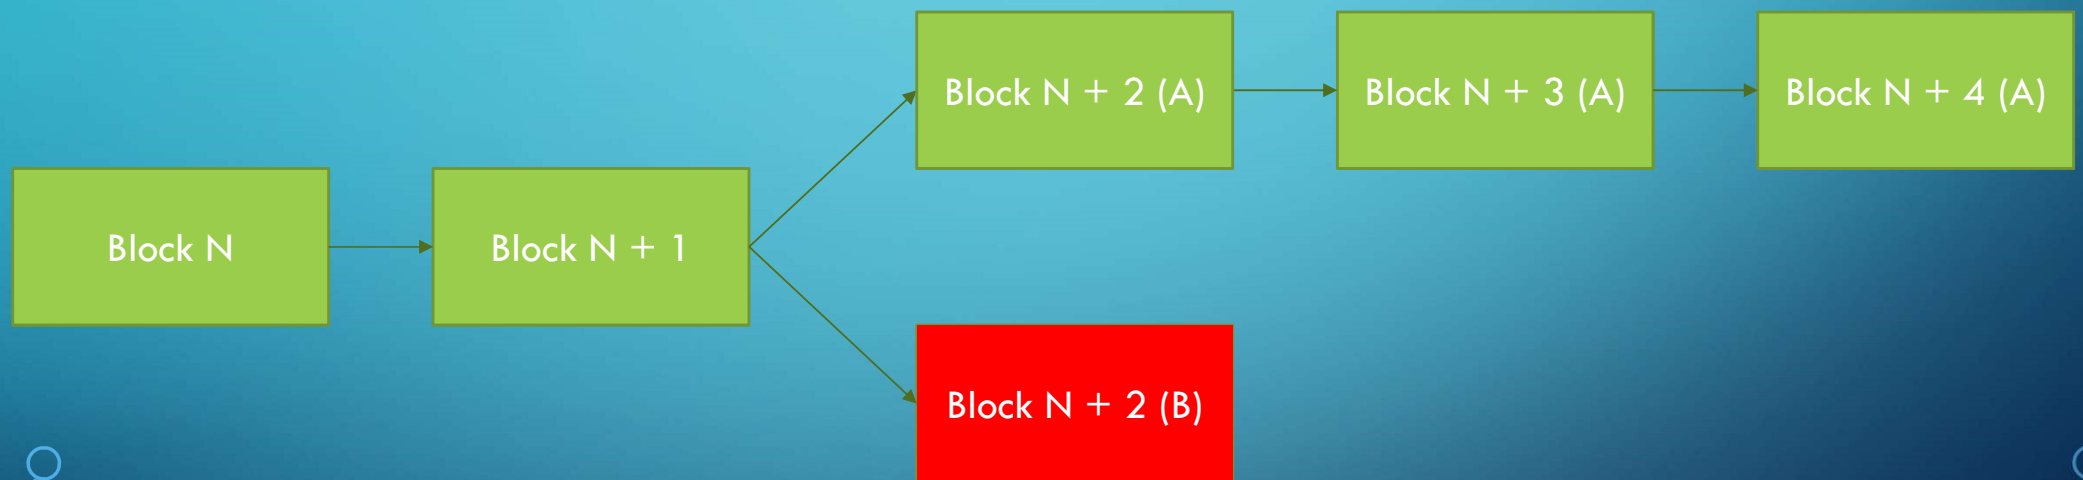 Block N
Block N + 1
Block N + 2 (A)
Block N + 3 (A)
Block N + 4 (A)
Block N + 2 (B)